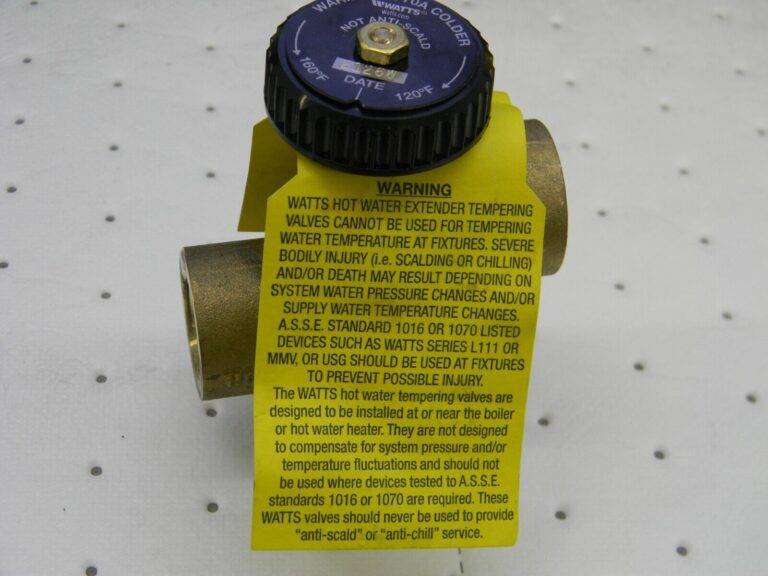 COLDER
WATTS®
watts.com
NOT ANTI-SCALD
160ºF
DATE
120ºF
WARNING
WATTS HOT WATER EXTENDER TEMPERING
VALVES CANNOT BE USED FOR TEMPERING
WATER TEMPERATURE AT FIXTURES. SEVERE
BODILY INJURY (i.e. SCALDING OR CHILLING)
AND/OR DEATH MAY RESULT DEPENDING ON
SYSTEM WATER PRESSURE CHANGES AND/OR
SUPPLY WATER TEMPERATURE CHANGES.
A.S.S.E. STANDARD 1016 OR 1070 LISTED
DEVICES SUCH AS WATTS SERIES L111 OR
MMV, OR USG SHOULD BE USED AT FIXTURES
TO PREVENT POSSIBLE INJURY.
The WATTS hot water tempering valves are
designed to be installed at or near the boiler
or hot water heater. They are not designed
to compensate for system pressure and/or
temperature fluctuations and should not
be used where devices tested to A.S.S.E.
standards 1016 or 1070 are required. These
WATTS valves should never be used to provide
“anti-scald” or “anti-chill” service.